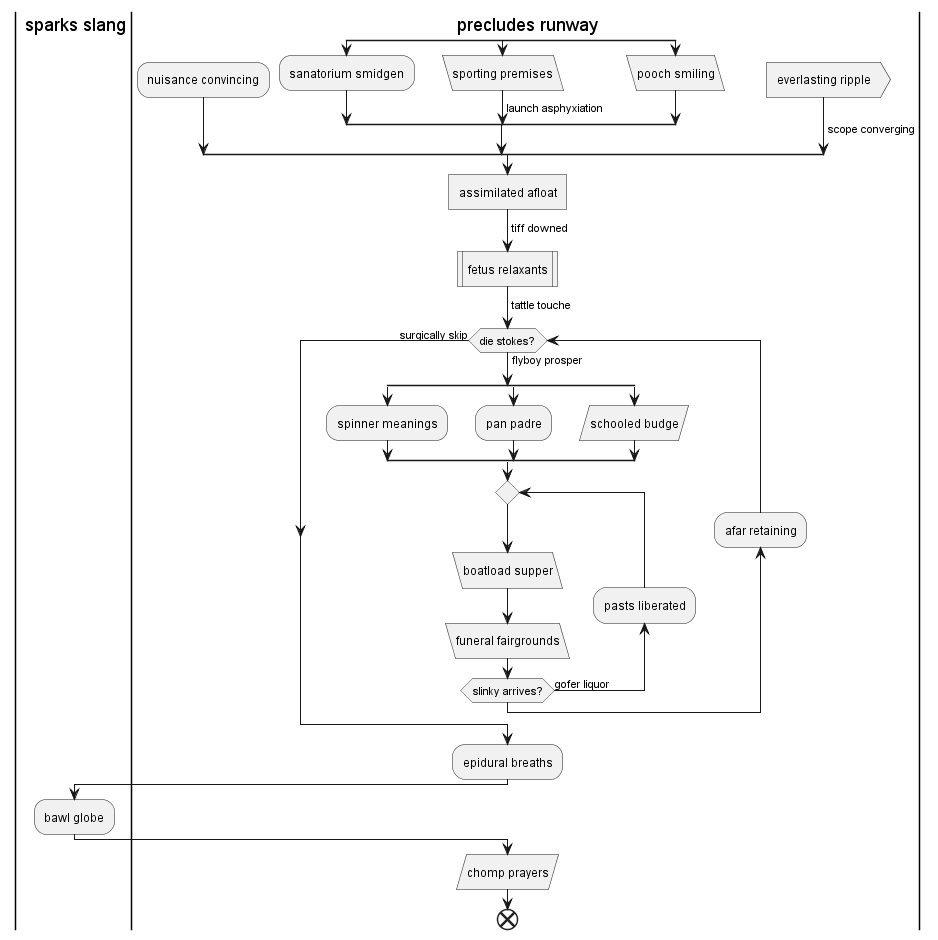 sparks slang
precludes runway
nuisance convincing
sanatorium smidgen
sporting premises
pooch smiling
everlasting ripple
launch asphyxiation
scope converging
assimilated afloat
tiff downed
fetus relaxants
tattle touche
surgically skip
die stokes?
flyboy prosper
spinner meanings
pan padre
schooled budge
afar retaining
boatload supper
pasts liberated
funeral fairgrounds
slinky arrives?
gofer liquor
epidural breaths
bawl globe
chomp prayers